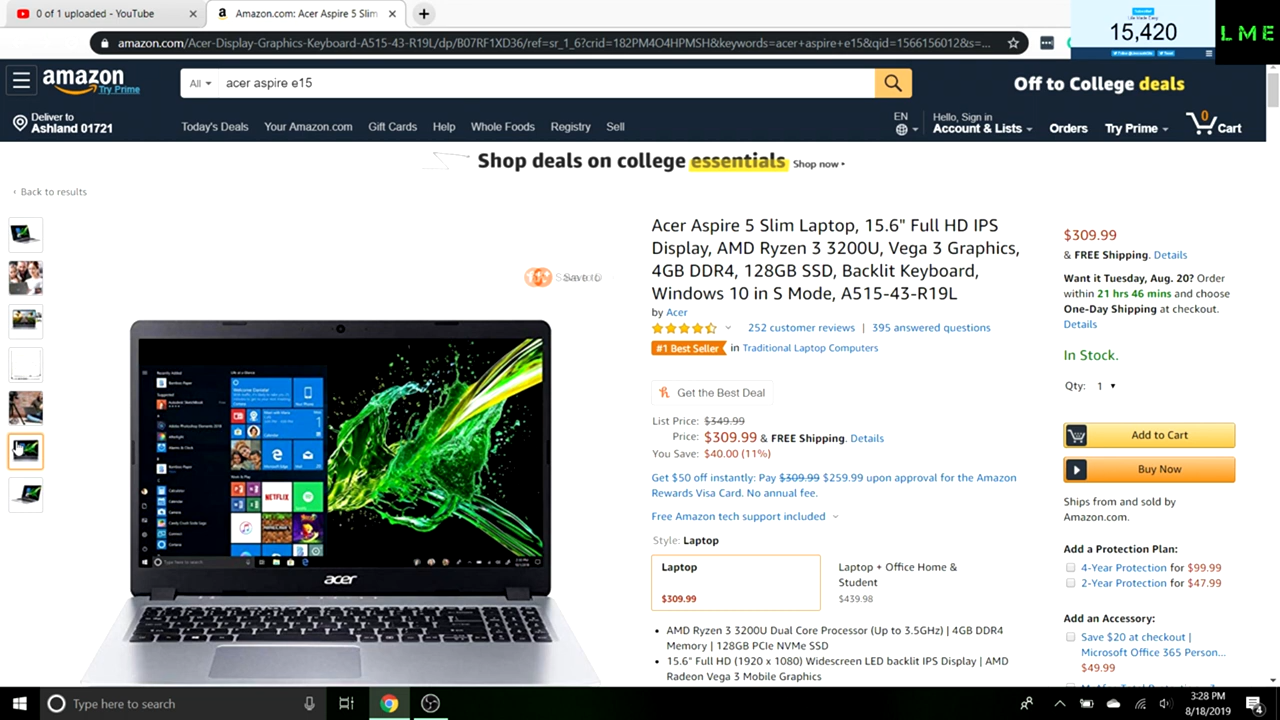 0 of 1 uploaded - YouTube
Amazon.com: Acer Aspire 5 Slim
amazon.com/Acer-Display-Graphics-Keyboard-A515-43-R19L/dp/B07RF1XD36/ref=sr_1_6?crid=182PM4O4HPMSH&keywords=acer+aspire+e15&qid=1566156012&s=...
15,420
LME
amazon
Try Prime
All
acer aspire e15
Off to College deals
Deliver to
Ashland 01721
Today's Deals
Your Amazon.com
Gift Cards
Help
Whole Foods
Registry
Sell
EN
Hello, Sign in
Account & Lists
Orders
Try Prime
0
Cart
Shop deals on college essentials
Shop now
‹ Back to results
Acer Aspire 5 Slim Laptop, 15.6" Full HD IPS
Display, AMD Ryzen 3 3200U, Vega 3 Graphics,
4GB DDR4, 128GB SSD, Backlit Keyboard,
Windows 10 in S Mode, A515-43-R19L
by Acer
252 customer reviews | 395 answered questions
#1 Best Seller in Traditional Laptop Computers
Get the Best Deal
List Price: $349.99
Price: $309.99 & FREE Shipping. Details
You Save: $40.00 (11%)
Get $50 off instantly: Pay $309.99 $259.99 upon approval for the Amazon
Rewards Visa Card. No annual fee.
Free Amazon tech support included
Style: Laptop
Laptop
$309.99
Laptop + Office Home &
Student
$439.98
• AMD Ryzen 3 3200U Dual Core Processor (Up to 3.5GHz) | 4GB DDR4
Memory | 128GB PCIe NVMe SSD
• 15.6" Full HD (1920 x 1080) Widescreen LED backlit IPS Display | AMD
Radeon Vega 3 Mobile Graphics
$309.99
& FREE Shipping. Details
Want it Tuesday, Aug. 20? Order
within 21 hrs 46 mins and choose
One-Day Shipping at checkout.
Details
In Stock.
Qty: 1
Add to Cart
Buy Now
Ships from and sold by
Amazon.com.
Add a Protection Plan:
4-Year Protection for $99.99
2-Year Protection for $47.99
Add an Accessory:
Save $20 at checkout |
Microsoft Office 365 Person...
$49.99
NETFLIX
acer
Type here to search
3:28 PM
8/18/2019
4